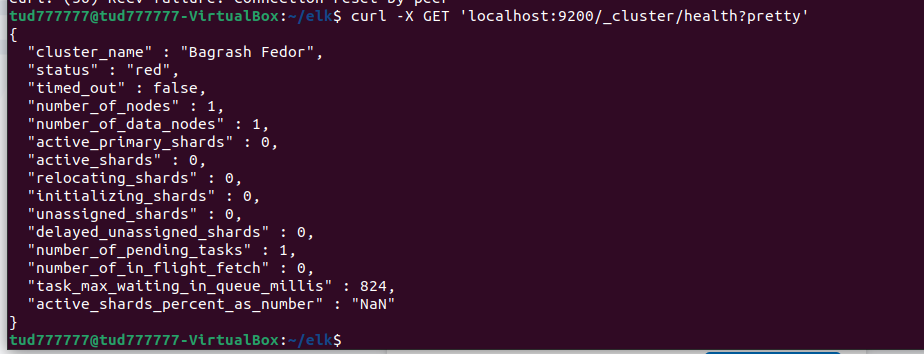 curl: (56) Recv failure: Connection reset by peer
tud777777@tud777777-VirtualBox:~/elk$ curl -X GET 'localhost:9200/_cluster/health?pretty'
{
  "cluster_name" : "Bagrash Fedor",
  "status" : "red",
  "timed_out" : false,
  "number_of_nodes" : 1,
  "number_of_data_nodes" : 1,
  "active_primary_shards" : 0,
  "active_shards" : 0,
  "relocating_shards" : 0,
  "initializing_shards" : 0,
  "unassigned_shards" : 0,
  "delayed_unassigned_shards" : 0,
  "number_of_pending_tasks" : 1,
  "number_of_in_flight_fetch" : 0,
  "task_max_waiting_in_queue_millis" : 824,
  "active_shards_percent_as_number" : "NaN"
}
tud777777@tud777777-VirtualBox:~/elk$